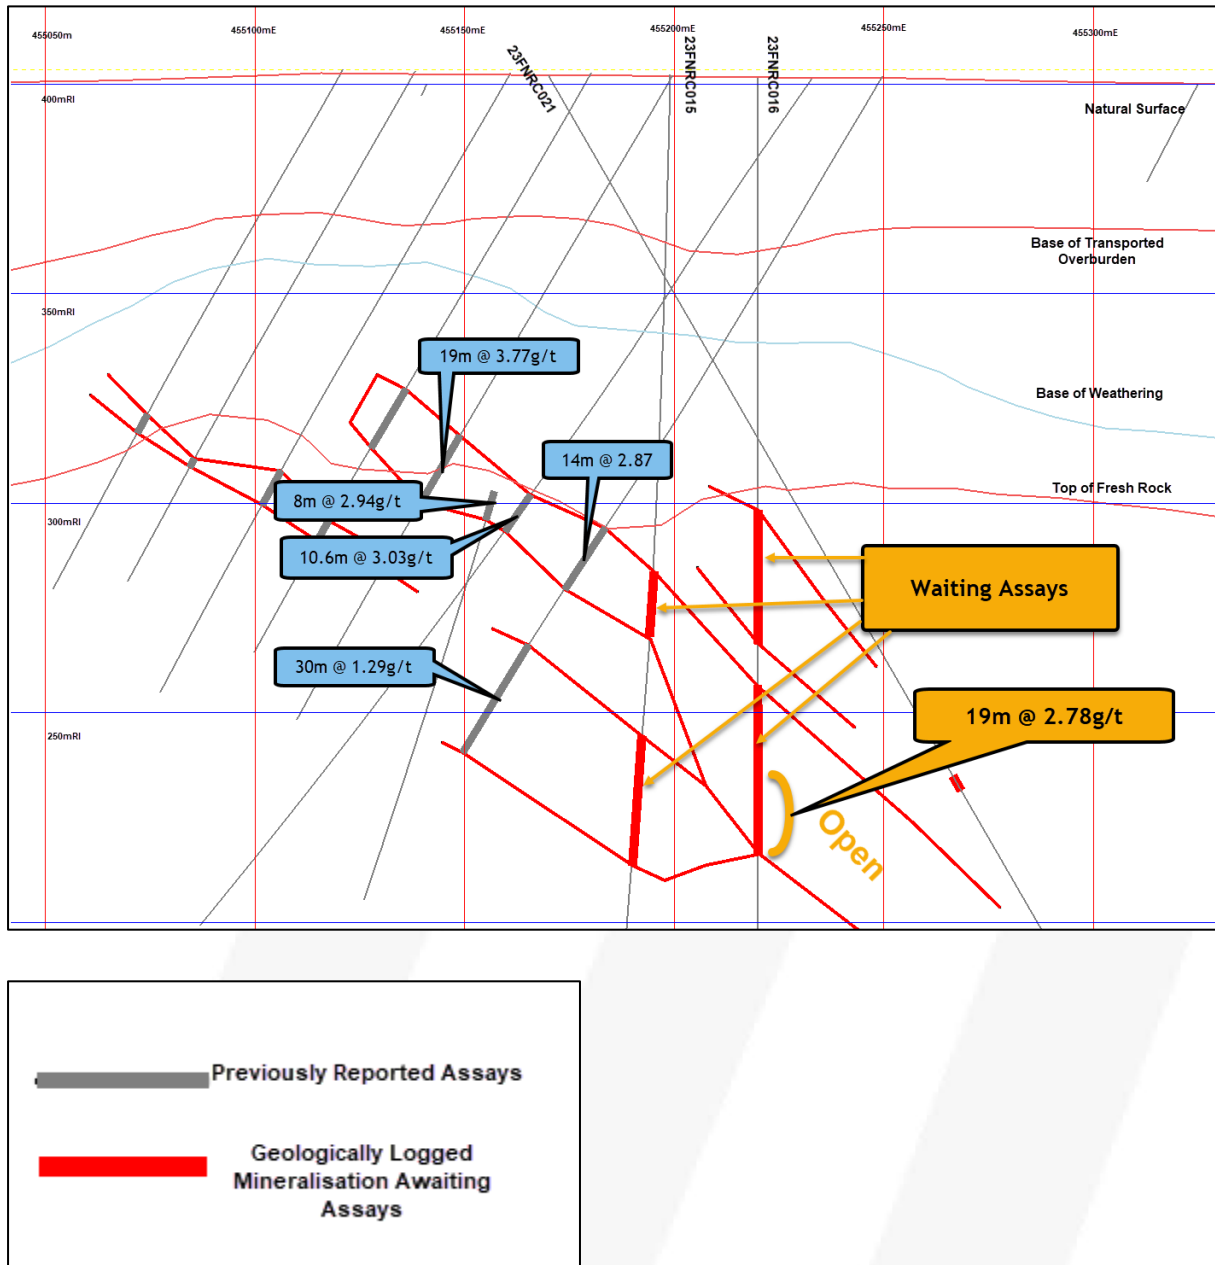 455050m
455100mE
455150mE
455200mE
455250mE
455300mE
23FNRC021
23FNRC015
23FNRC016
400mRl
Natural Surface
Base of Transported
Overburden
350mRl
19m @ 3.77g/t
Base of Weathering
14m @ 2.87
8m @ 2.94g/t
Top of Fresh Rock
300mRl
10.6m @ 3.03g/t
Waiting Assays
30m @ 1.29g/t
19m @ 2.78g/t
250mRl
Open
Previously Reported Assays
Geologically Logged
Mineralisation Awaiting
Assays